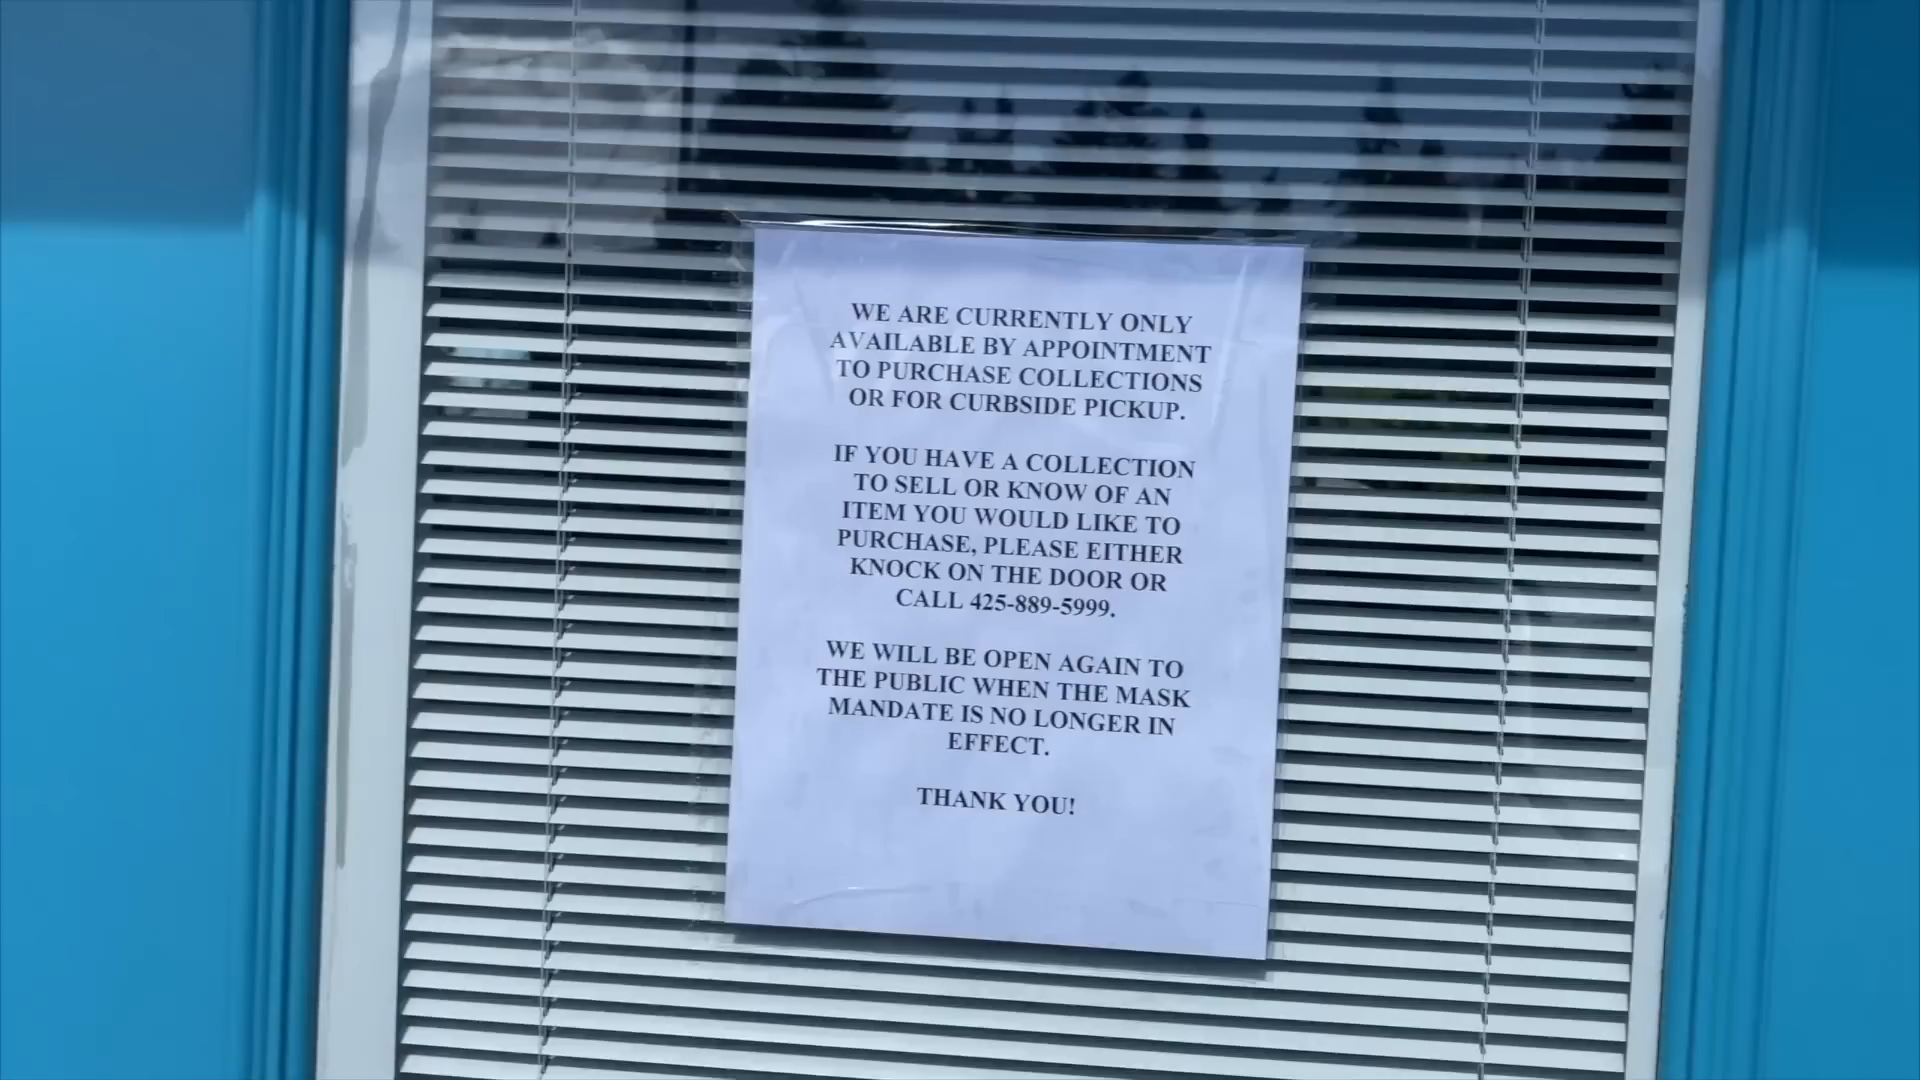 WE ARE CURRENTLY ONLY
AVAILABLE BY APPOINTMENT
TO PURCHASE COLLECTIONS
OR FOR CURBSIDE PICKUP.
IF YOU HAVE A COLLECTION
TO SELL OR KNOW OF AN
ITEM YOU WOULD LIKE TO
PURCHASE, PLEASE EITHER
KNOCK ON THE DOOR OR
CALL 425-889-5999.
WE WILL BE OPEN AGAIN TO
THE PUBLIC WHEN THE MASK
MANDATE IS NO LONGER IN
EFFECT.
THANK YOU!